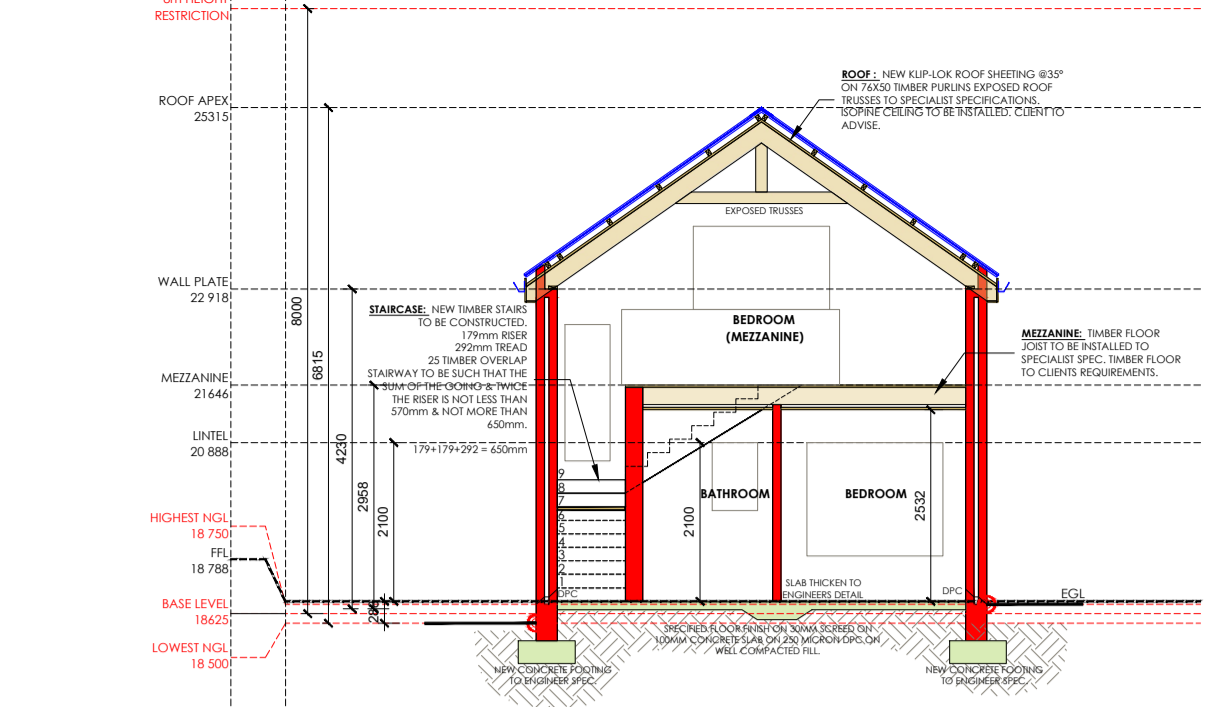 8M HEIGHT
RESTRICTION
ROOF APEX
25315
WALL PLATE
22 918
MEZZANINE
21646
LINTEL
20 888
HIGHEST NGL
18 750
FFL
18 788
BASE LEVEL
18625
LOWEST NGL
18 500
8000
6815
4230
2958
2100
ROOF : NEW KLIP-LOK ROOF SHEETING @35°
ON 76X50 TIMBER PURLINS EXPOSED ROOF
TRUSSES TO SPECIALIST SPECIFICATIONS.
ISOPINE CEILING TO BE INSTALLED. CLIENT TO
ADVISE.
EXPOSED TRUSSES
STAIRCASE: NEW TIMBER STAIRS
TO BE CONSTRUCTED.
179mm RISER
292mm TREAD
25 TIMBER OVERLAP
STAIRWAY TO BE SUCH THAT THE
SUM OF THE GOING & TWICE
THE RISER IS NOT LESS THAN
570mm & NOT MORE THAN
650mm.
179+179+292 = 650mm
BEDROOM
(MEZZANINE)
MEZZANINE: TIMBER FLOOR
JOIST TO BE INSTALLED TO
SPECIALIST SPEC. TIMBER FLOOR
TO CLIENTS REQUIREMENTS.
9
8
7
6
5
4
3
2
1
BATHROOM
BEDROOM
2100
2532
DPC
SLAB THICKEN TO
ENGINEERS DETAIL
DPC
EGL
SPECIFIED FLOOR FINISH ON 30MM SCREED ON
100MM CONCRETE SLAB ON 250 MICRON DPC ON
WELL COMPACTED FILL.
NEW CONCRETE FOOTING
TO ENGINEER SPEC.
NEW CONCRETE FOOTING
TO ENGINEER SPEC.